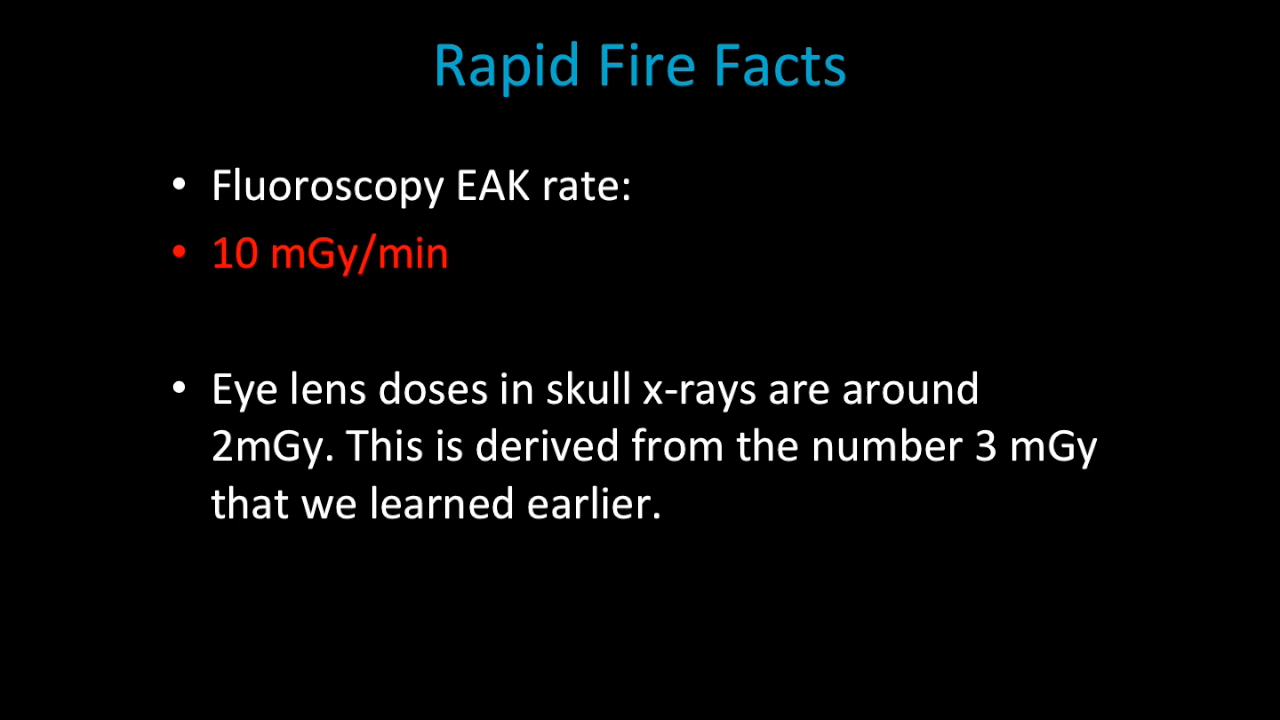 Rapid Fire Facts
• Fluoroscopy EAK rate:
• 10 mGy/min
• Eye lens doses in skull x-rays are around
2mGy. This is derived from the number 3 mGy
that we learned earlier.